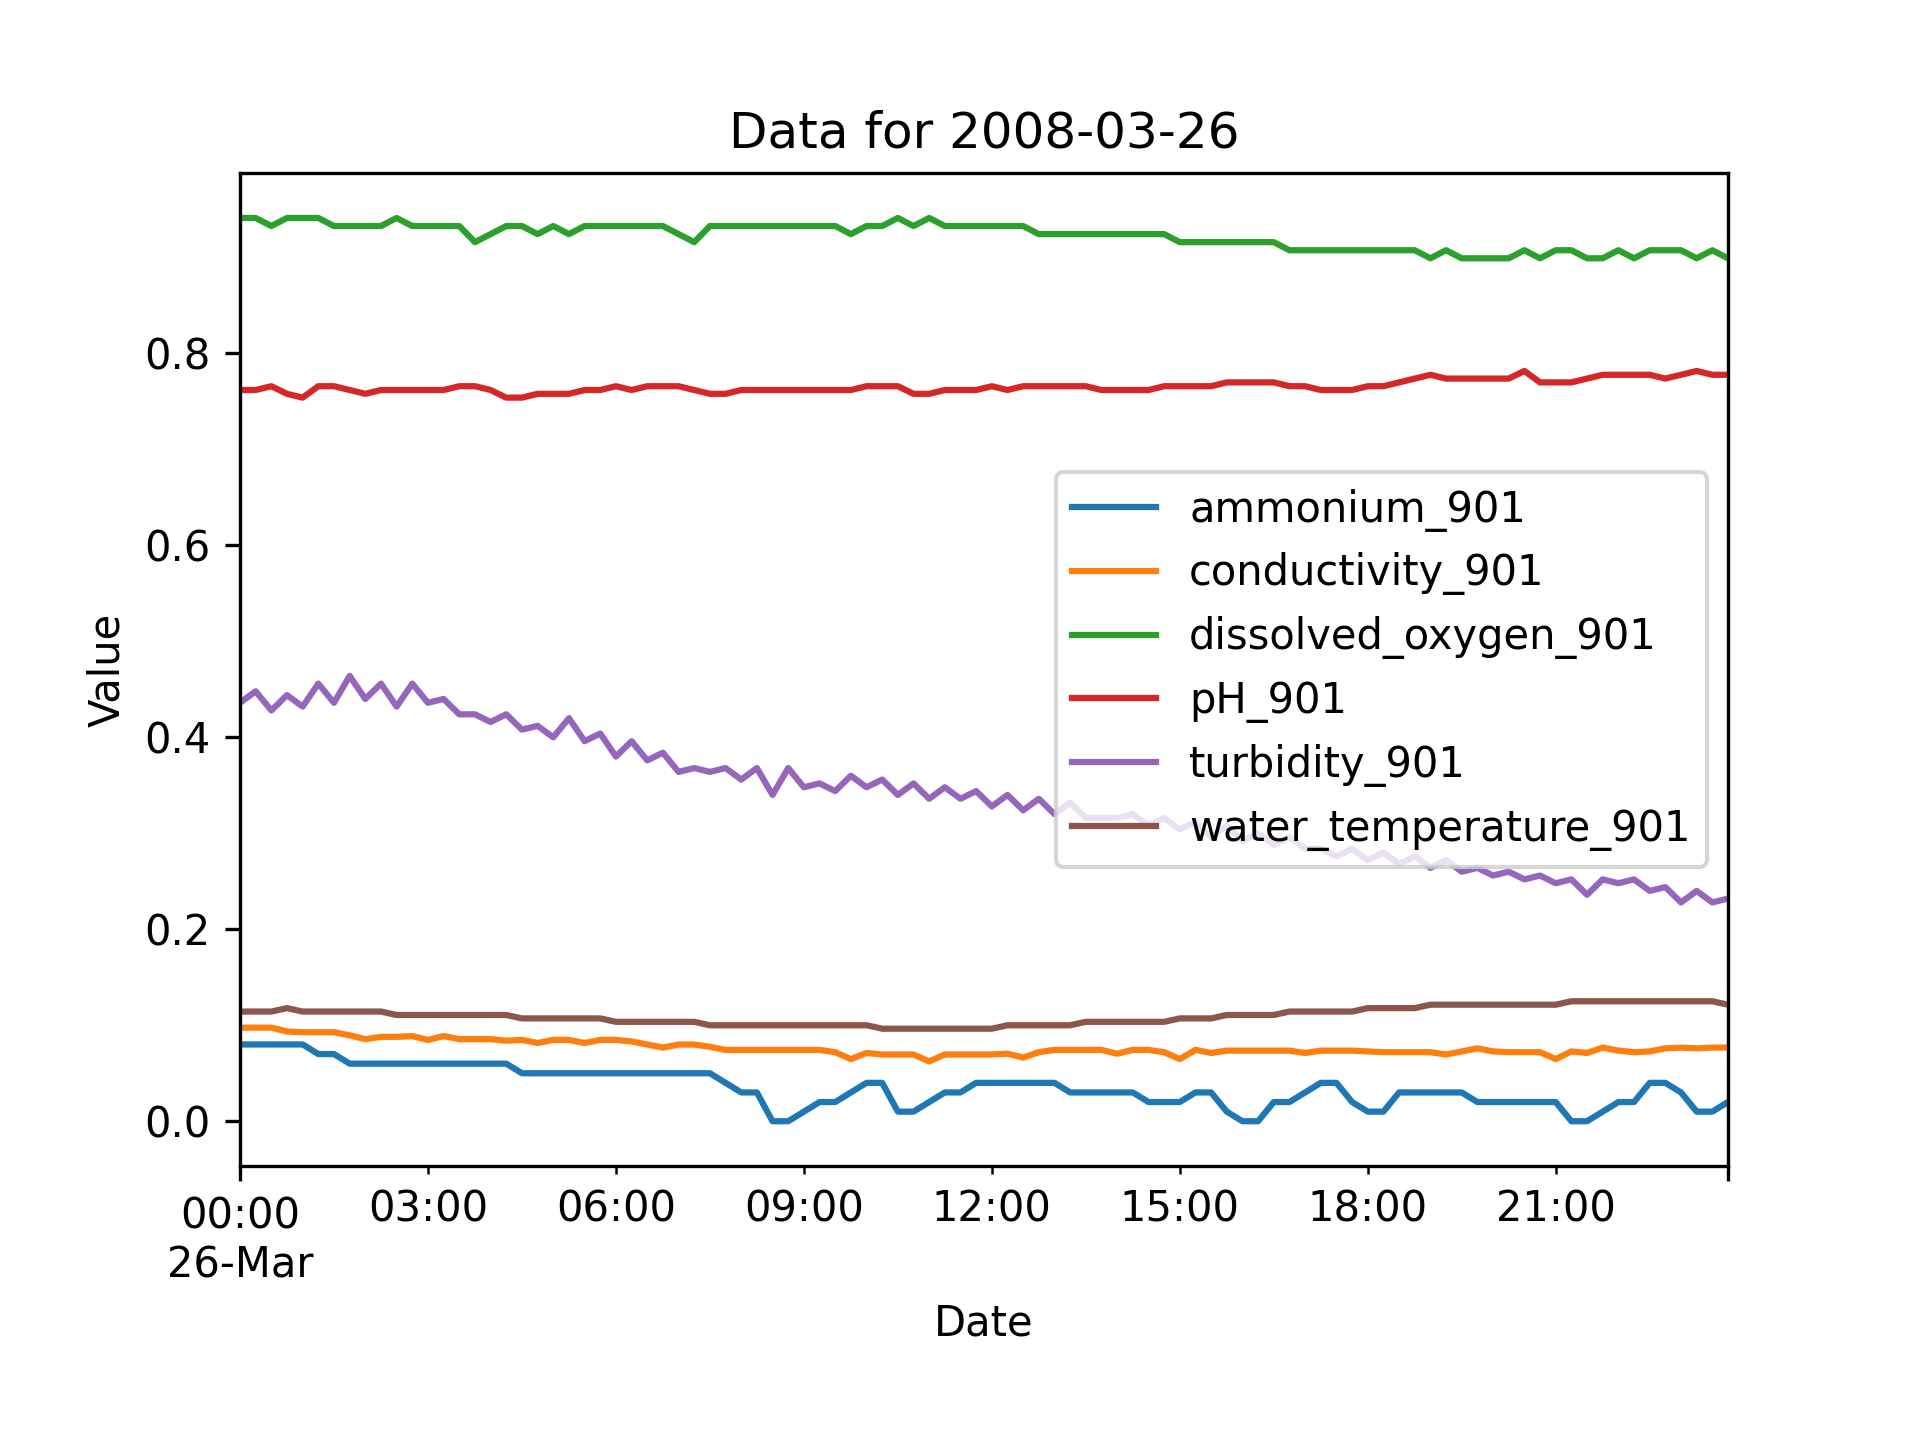 Data for 2008-03-26
Value
0.8
0.6
0.4
0.2
0.0
ammonium_901
conductivity_901
dissolved_oxygen_901
pH_901
turbidity_901
water_temperature_901
00:00 03:00 06:00 09:00 12:00 15:00 18:00 21:00
26-Mar
Date